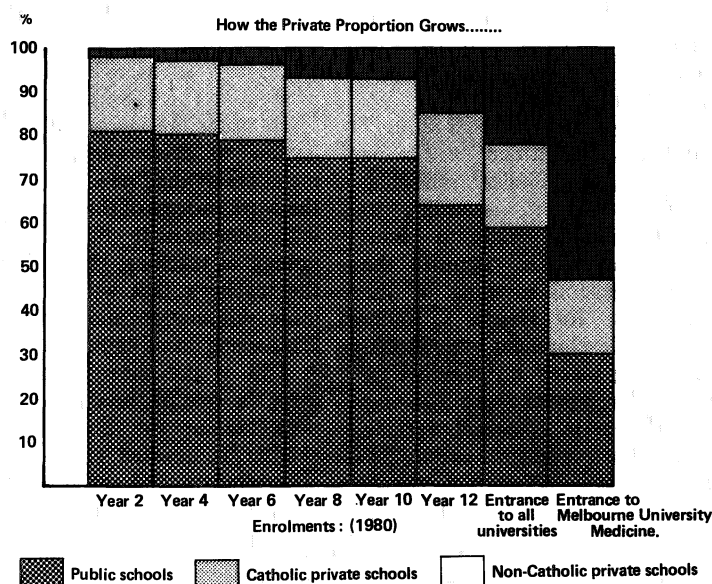 How the Private Proportion Grows........
%
100
90
80
70
60
50
40
30
20
10
Year 2 Year 4 Year 6 Year 8 Year 10 Year 12 Entrance to all universities Entrance to Melbourne University Medicine.
Enrolments : (1980)
Public schools Catholic private schools Non-Catholic private schools